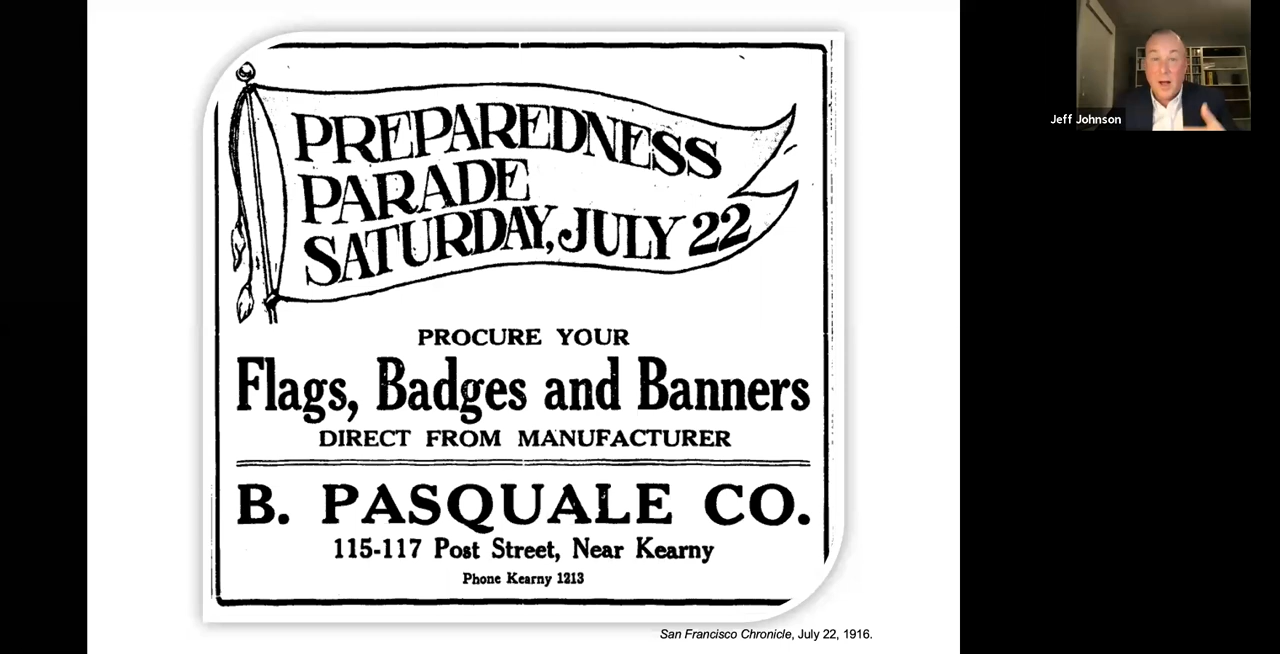 PREPAREDNESS
PARADE
SATURDAY, JULY 22
PROCURE YOUR
Flags, Badges and Banners
DIRECT FROM MANUFACTURER
B. PASQUALE CO.
115-117 Post Street, Near Kearny
Phone Kearny 1213
San Francisco Chronicle, July 22, 1916.
Jeff Johnson